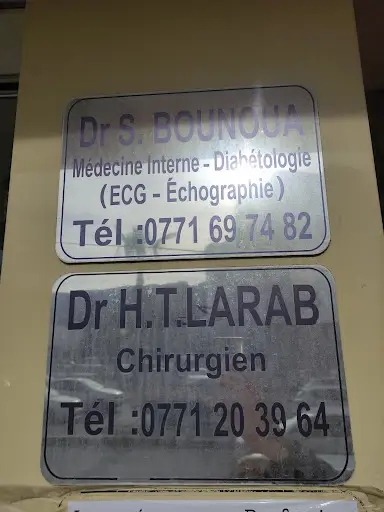 Dr S. BOUNOUA
Médecine Interne - Diabétologie
(ECG - Échographie)
Tél :0771 69 74 82
Dr H.T.LARAB
Chirurgien
Tél :0771 20 39 64